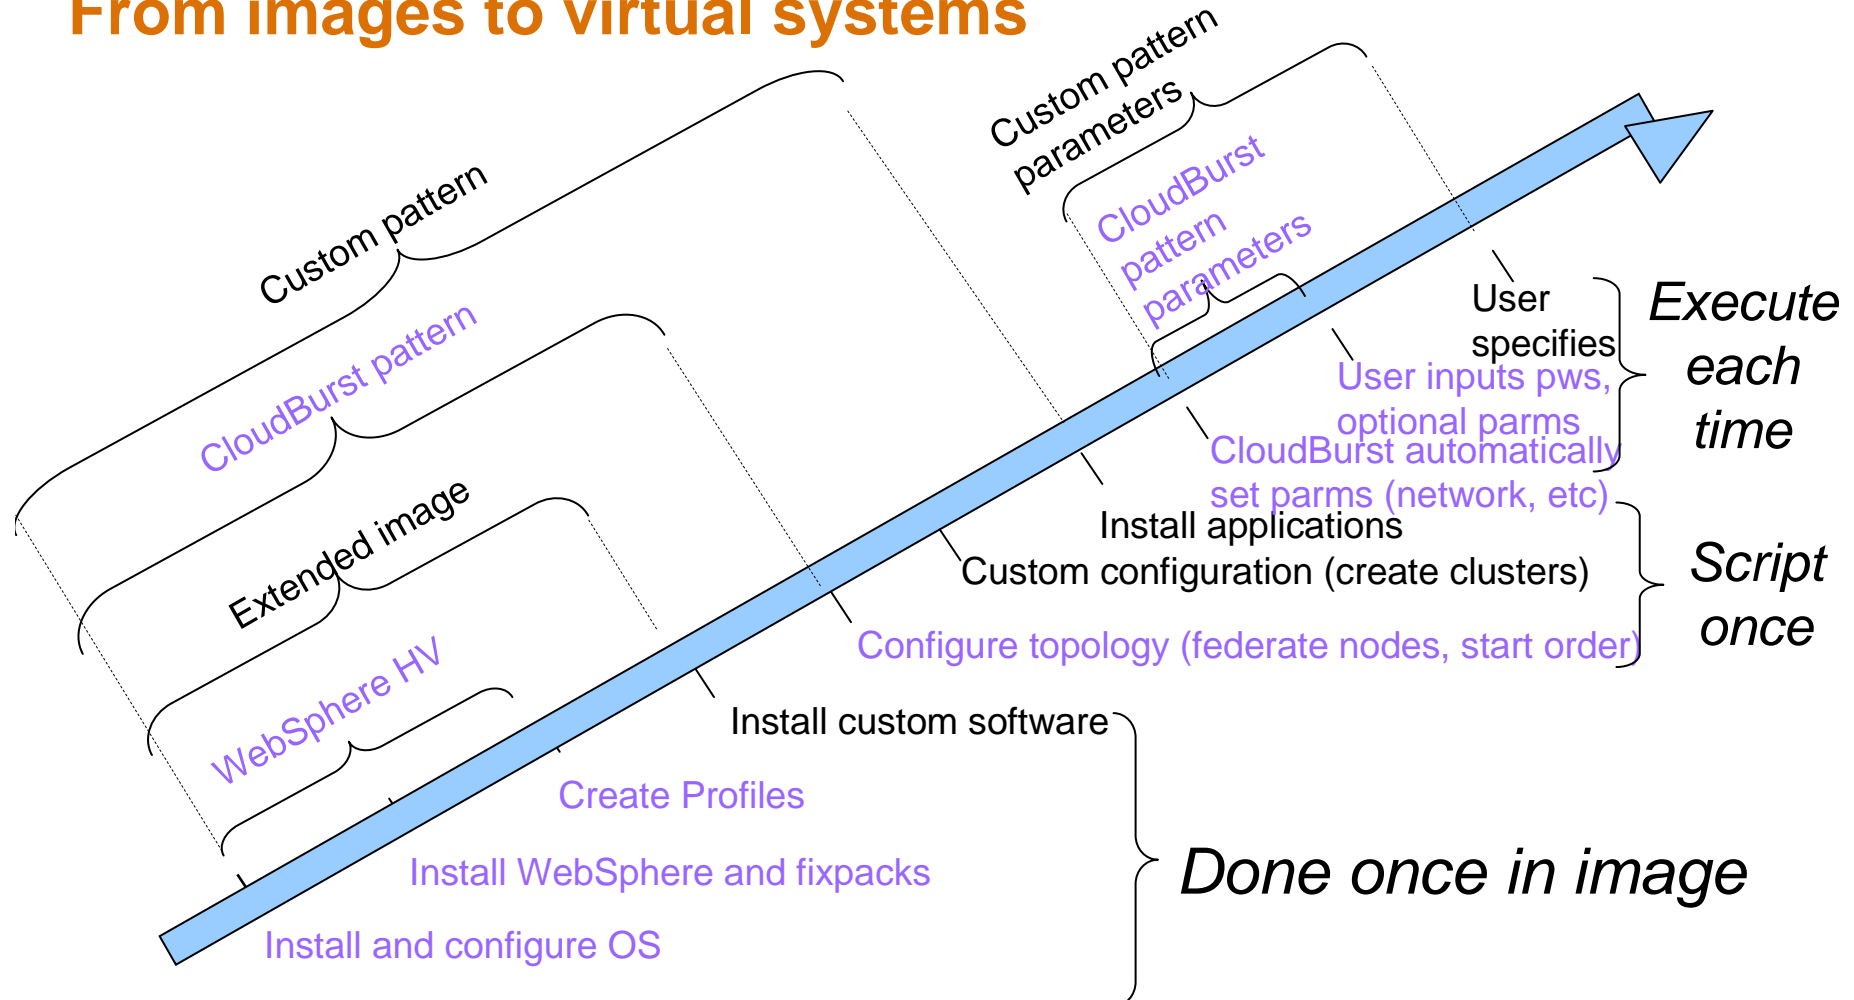 From images to virtual systems
Custom pattern
Custom pattern
parameters
CloudBurst
pattern
parameters
CloudBurst pattern
Extended image
WebSphere HV
User
specifies
User inputs pws,
optional parms
CloudBurst automatically
set parms (network, etc)
Execute
each
time
Install applications
Custom configuration (create clusters)
Configure topology (federate nodes, start order)
Script
once
Install custom software
Create Profiles
Install WebSphere and fixpacks
Install and configure OS
Done once in image